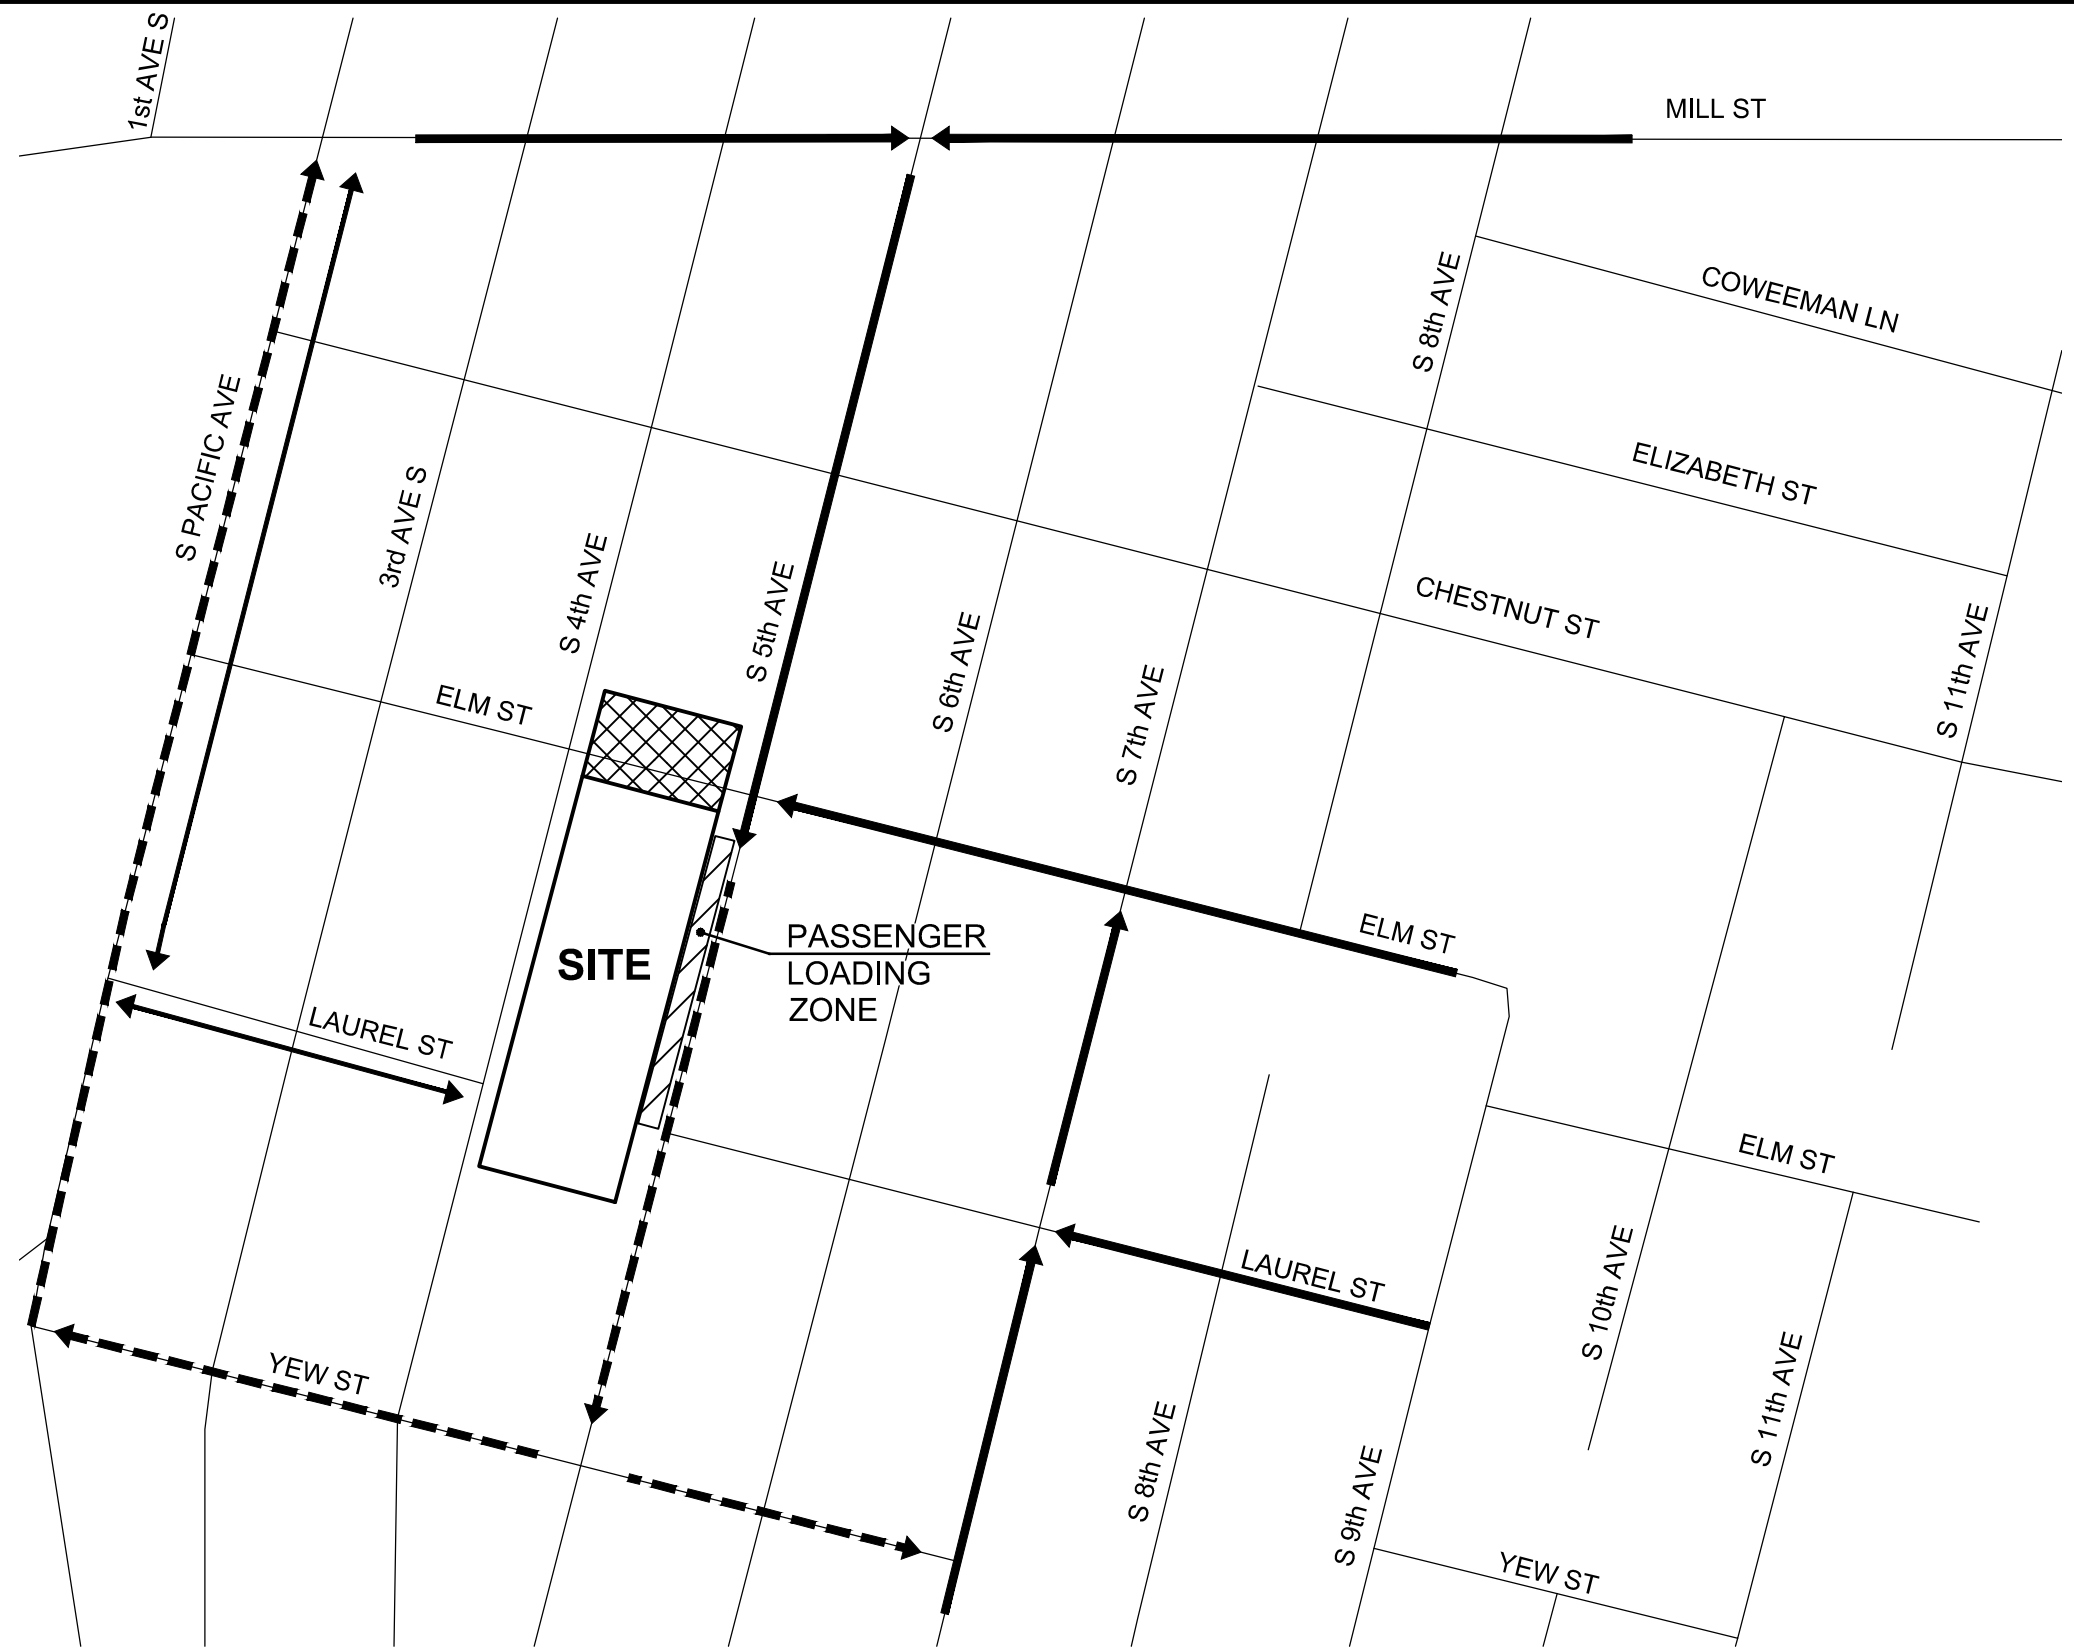 1st AVE S
MILL ST
S 8th AVE
COWEEMAN LN
S PACIFIC AVE
3rd AVE S
S 4th AVE
S 5th AVE
ELIZABETH ST
CHESTNUT ST
S 6th AVE
S 7th AVE
S 11th AVE
ELM ST
SITE
PASSENGER
LOADING
ZONE
ELM ST
LAUREL ST
ELM ST
LAUREL ST
S 10th AVE
YEW ST
S 8th AVE
S 9th AVE
S 11th AVE
YEW ST